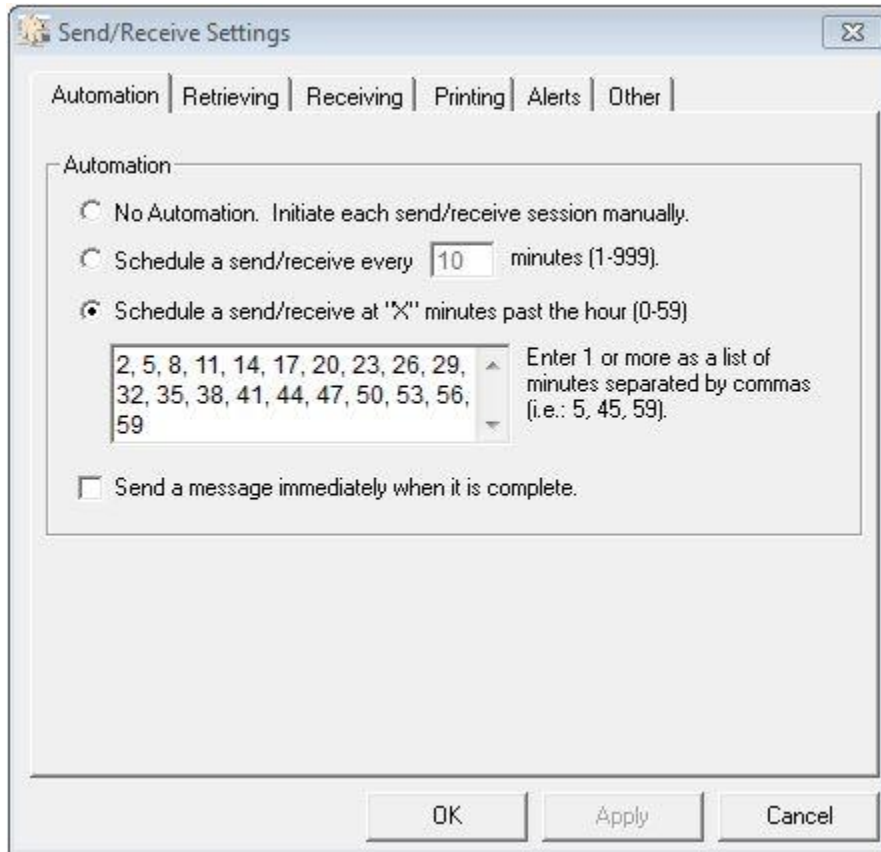 Send/Receive Settings
Automation Retrieving Receiving Printing Alerts Other
Automation
No Automation. Initiate each send/receive session manually.
Schedule a send/receive every 10 minutes (1-999).
Schedule a send/receive at "X" minutes past the hour (0-59)
2, 5, 8, 11, 14, 17, 20, 23, 26, 29,
32, 35, 38, 41, 44, 47, 50, 53, 56,
59
Enter 1 or more as a list of
minutes separated by commas
(i.e.: 5, 45, 59).
Send a message immediately when it is complete.
OK Apply Cancel